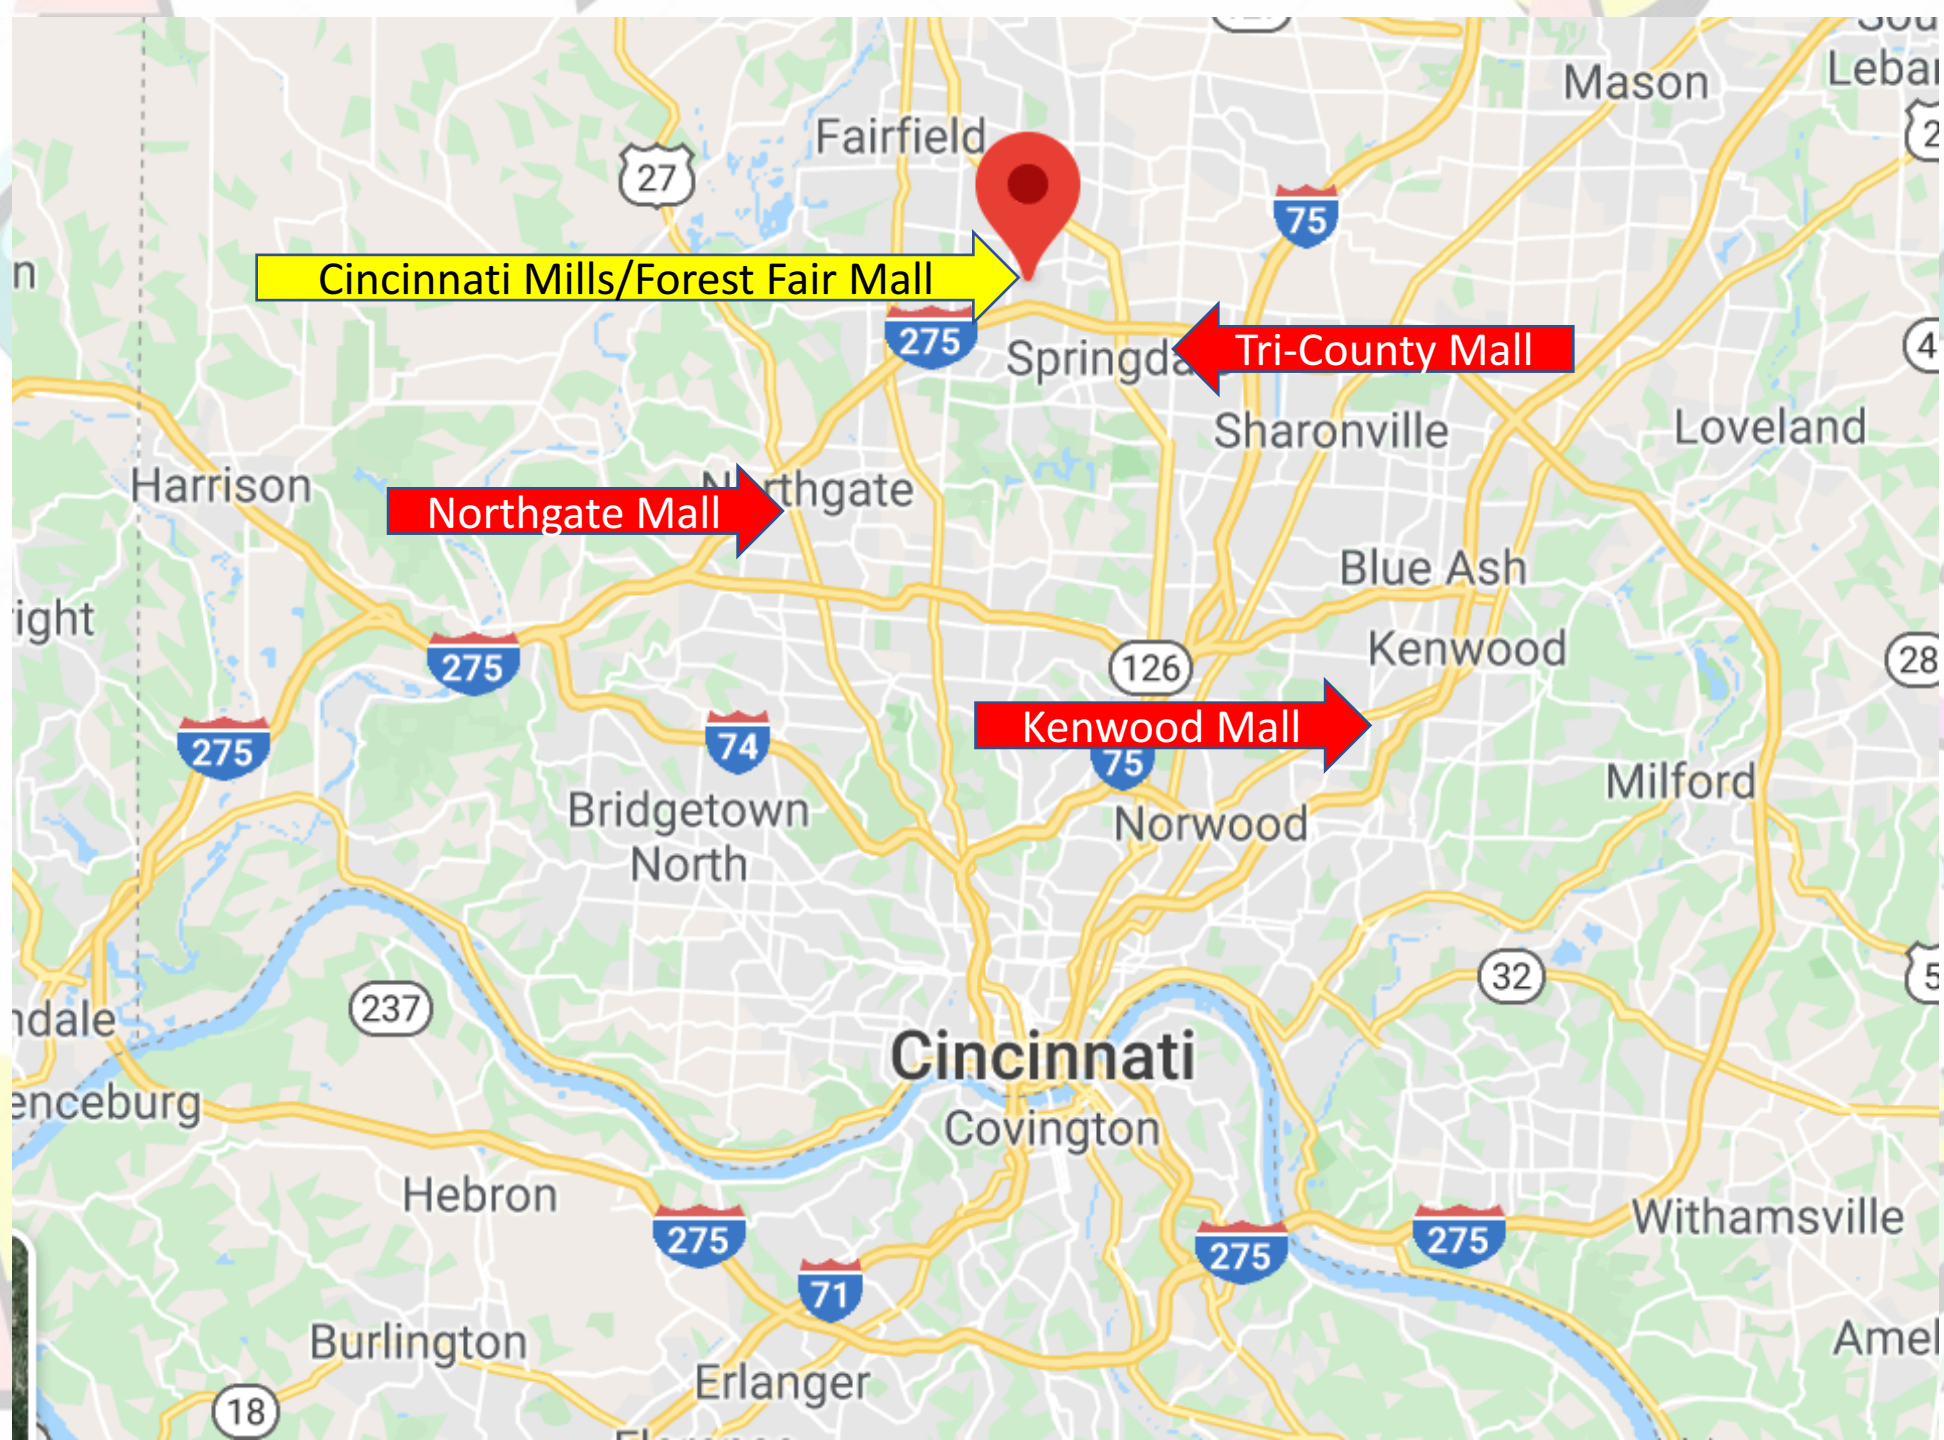 Mason
Fairfield
27
75
Cincinnati Mills/Forest Fair Mall
275
Tri-County Mall
Sharonville
Loveland
Harrison
Northgate Mall
Blue Ash
Kenwood
126
275
Kenwood Mall
275
74
75
Milford
Bridgetown
North
Norwood
32
237
Cincinnati
Covington
Hebron
275
275
275
Withamsville
71
Burlington
Erlanger
18